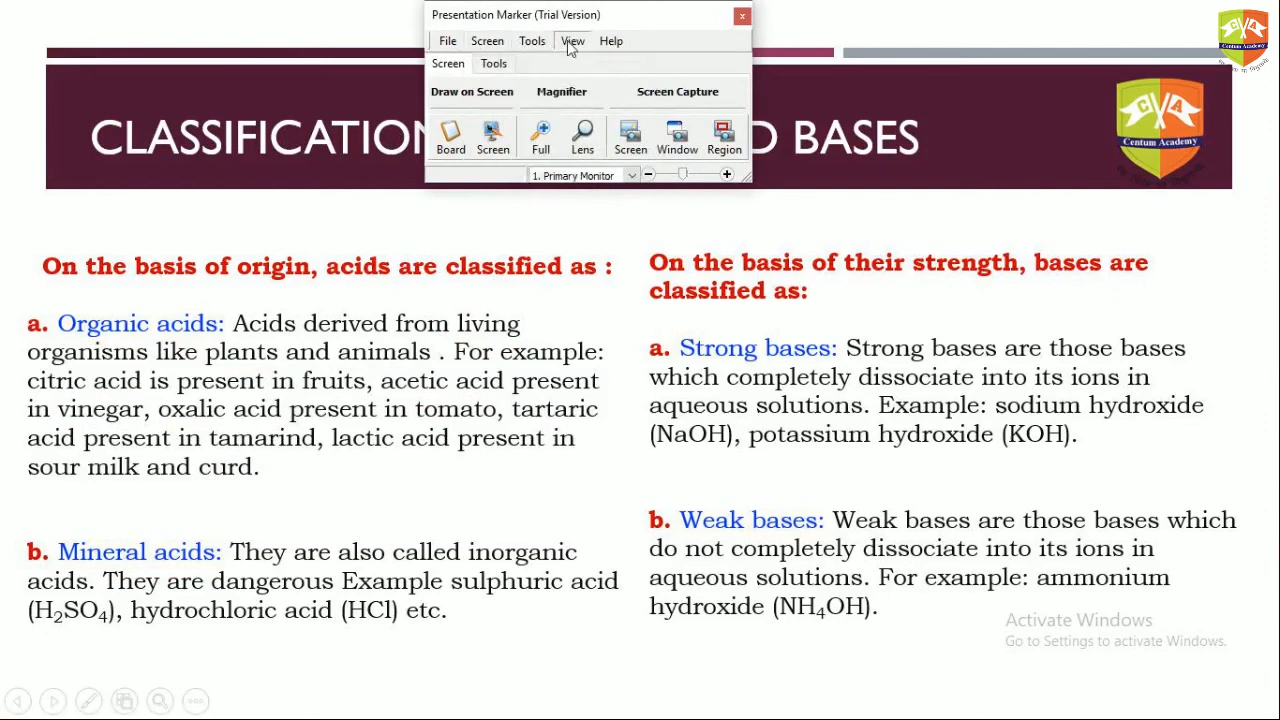 Presentation Marker (Trial Version)
x
File Screen Tools View Help
Screen Tools
Draw on Screen Magnifier Screen Capture
Board Screen Full Lens Screen Window Region
1. Primary Monitor
CLASSIFICATION D BASES
C A
Centum Academy
C A
Centum Academy
On the basis of origin, acids are classified as :
a. Organic acids: Acids derived from living
organisms like plants and animals . For example:
citric acid is present in fruits, acetic acid present
in vinegar, oxalic acid present in tomato, tartaric
acid present in tamarind, lactic acid present in
sour milk and curd.
b. Mineral acids: They are also called inorganic
acids. They are dangerous Example sulphuric acid
(H₂SO₄), hydrochloric acid (HCl) etc.
On the basis of their strength, bases are
classified as:
a. Strong bases: Strong bases are those bases
which completely dissociate into its ions in
aqueous solutions. Example: sodium hydroxide
(NaOH), potassium hydroxide (KOH).
b. Weak bases: Weak bases are those bases which
do not completely dissociate into its ions in
aqueous solutions. For example: ammonium
hydroxide (NH₄OH).
Activate Windows
Go to Settings to activate Windows.